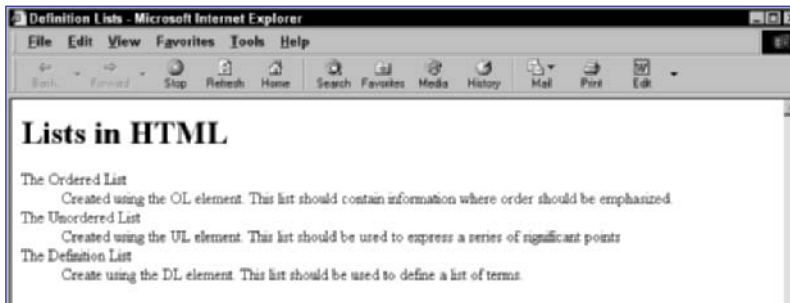 Definition Lists - Microsoft Internet Explorer
File Edit View Favorites Tools Help
Back Forward Stop Refresh Home Search Favorites Media History Mail Print Edit
Lists in HTML
The Ordered List
Created using the OL element. This list should contain information where order should be emphasized.
The Unordered List
Created using the UL element. This list should be used to express a series of significant points
The Definition List
Create using the DL element. This list should be used to define a list of terms.